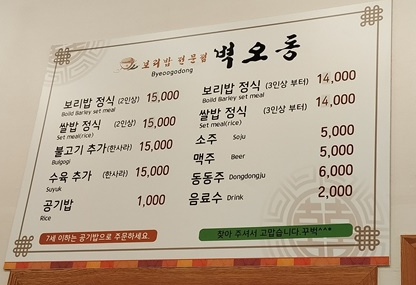 보리밥 전문점 벽오동
Byeoogodong
보리밥 정식 (2인상) 15,000
Boild Barley set meal
쌀밥 정식 (2인상) 15,000
Set meal(rice)
불고기 추가 (한사라) 15,000
Bulgogi
수육 추가 (한사라) 15,000
Suyuk
공기밥 1,000
Rice
7세 이하는 공기밥으로 주문하세요.
보리밥 정식 (3인상 부터) 14,000
Boild Barley set meal
쌀밥 정식 (3인상 부터) 14,000
Set meal(rice)
소주 Soju 5,000
맥주 Beer 5,000
동동주 Dongdongju 6,000
음료수 Drink 2,000
찾아 주셔서 고맙습니다.꾸벅^^*